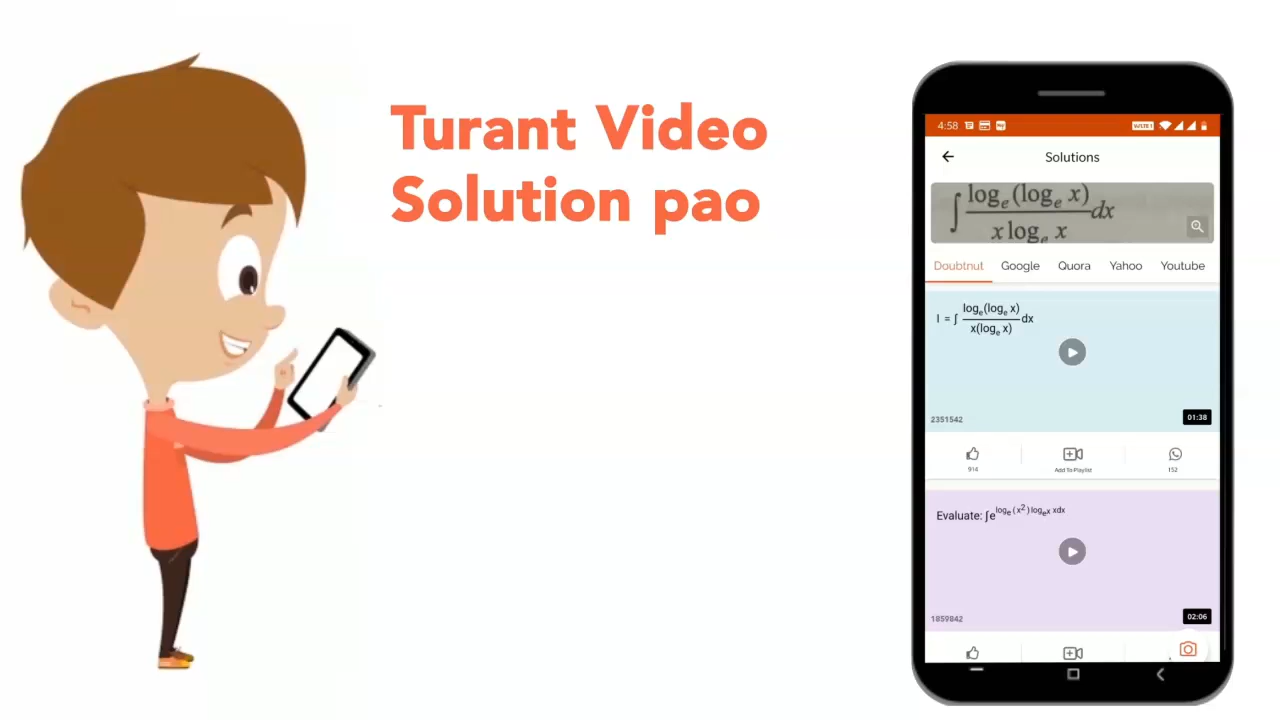 Turant Video
Solution pao
4:58
VoLTE1
Solutions
∫ logₑ(logₑ x) / x logₑ x dx
Doubtnut Google Quora Yahoo Youtube
I = ∫ logₑ(logₑ x) / x(logₑ x) dx
2351542
01:38
914
Add To Playlist
152
Evaluate: ∫e^logₑ(x²)logₑx xdx
1859842
02:06